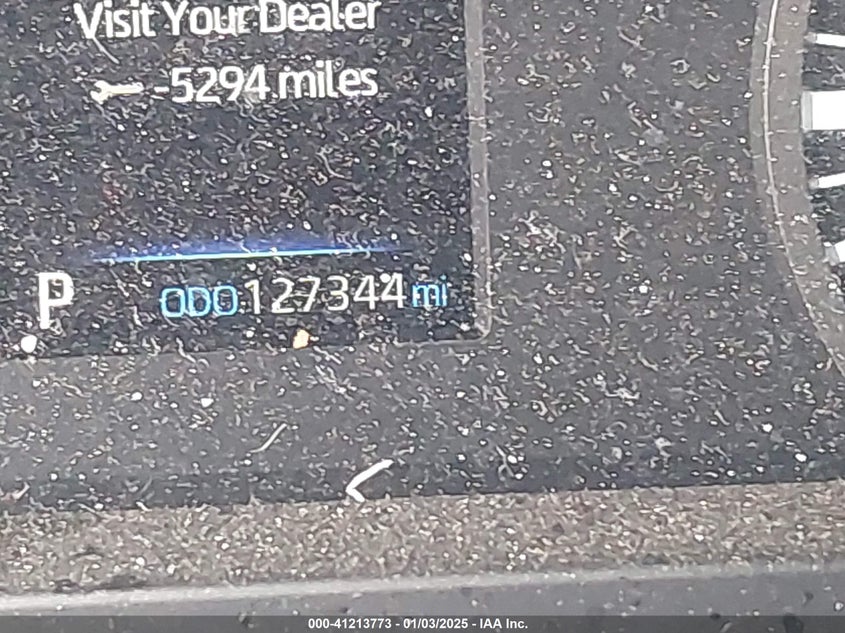 Visit Your Dealer
-5294 miles
P ODO 127344 mi
000-41213773 - 01/03/2025 - IAA Inc.